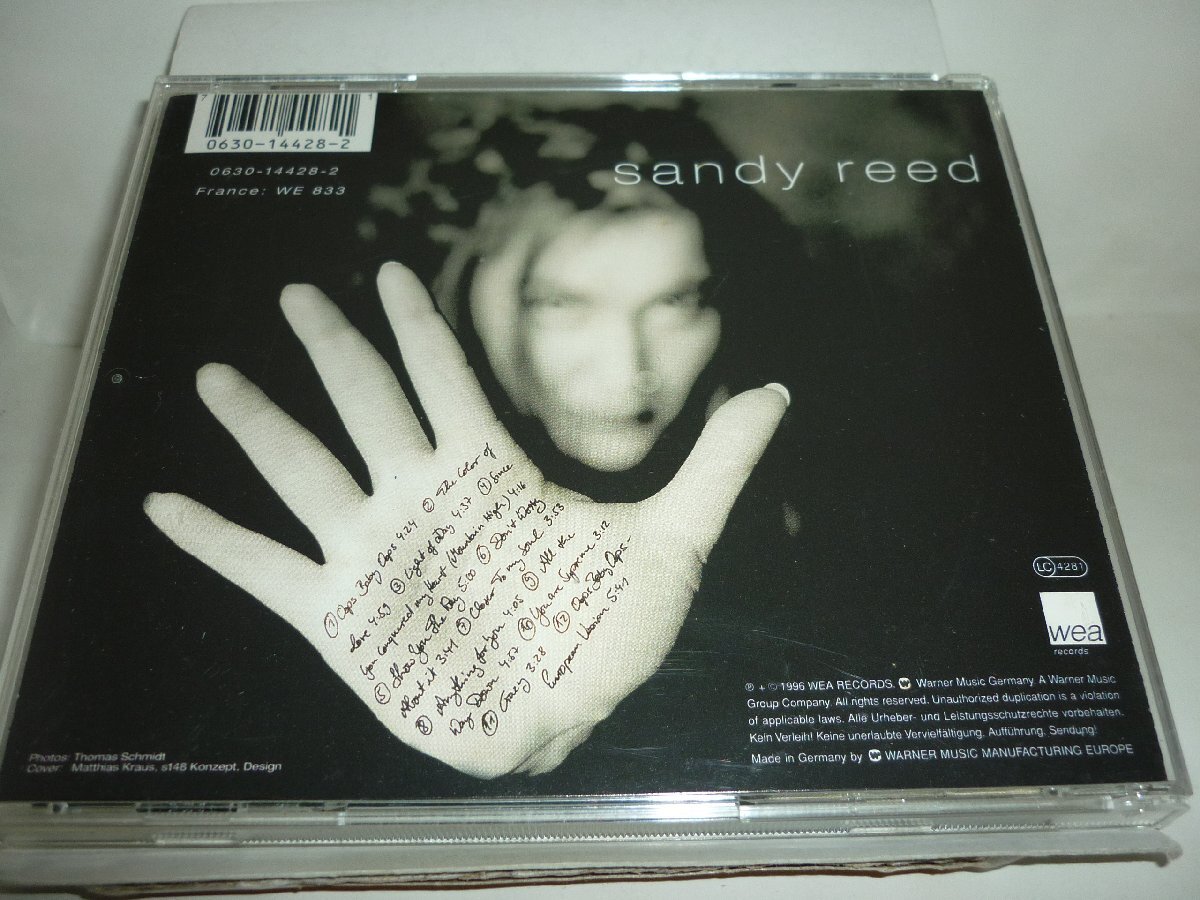 0630-14428-2
0630-14428-2
France: WE 833
sandy reed
① Oops Baby Oops 4:24 ② The Color of
Love 4:59 ③ Light of Day 4:37 ④ Since
You Conquered my Heart (Mountain High) 4:16
⑤ Show You The Day 5:00 ⑥ Don't Worry
About it 3:41 ⑦ Closer To my Soul 3:53
⑧ Anything for you 4:05 ⑨ All the
Way Down 4:57 ⑩ You are Supreme 3:12
⑪ Crazy 3:28 ⑫ Oops Baby Oops-
European Version 5:41
LC 4281
wea
records
℗ + © 1996 WEA RECORDS. Warner Music Germany. A Warner Music
Group Company. All rights reserved. Unauthorized duplication is a violation
of applicable laws. Alle Urheber- und Leistungsschutzrechte vorbehalten.
Kein Verleih! Keine unerlaubte Vervielfältigung, Aufführung, Sendung!
Made in Germany by WARNER MUSIC MANUFACTURING EUROPE
Photos: Thomas Schmidt
Cover: Matthias Kraus, s148 Konzept, Design